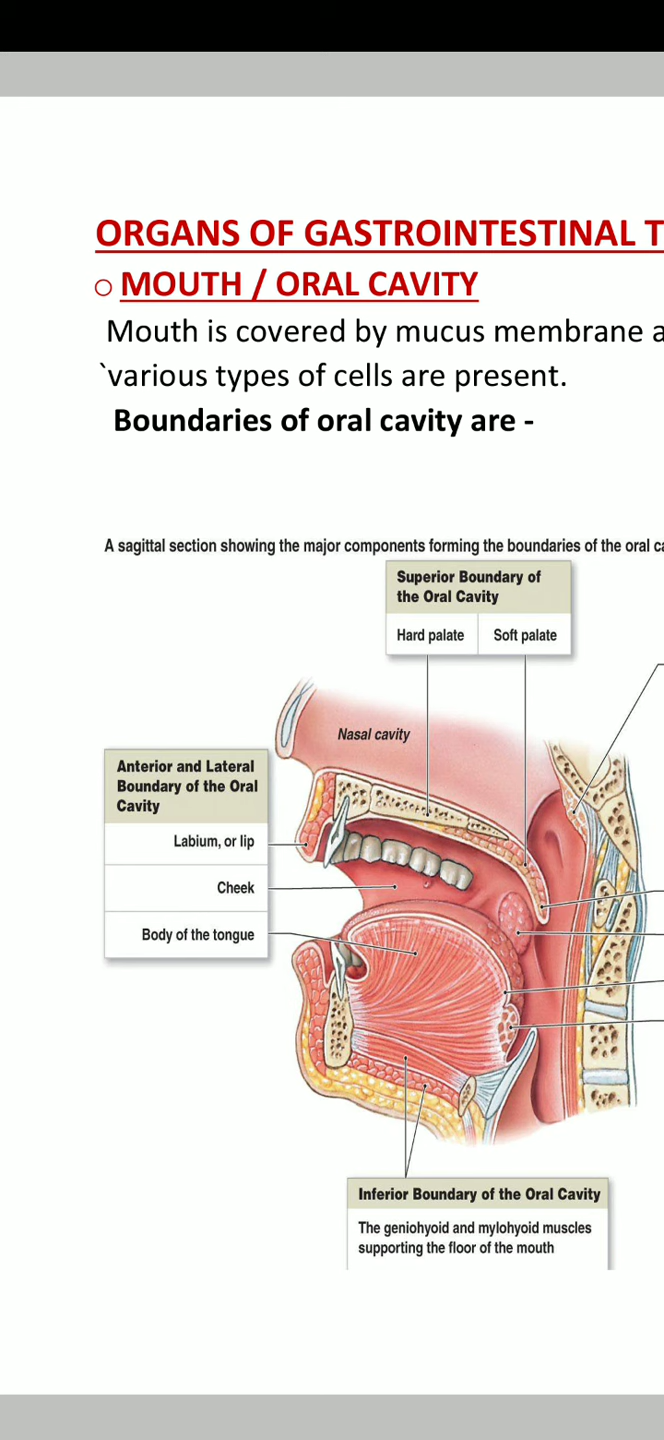 ORGANS OF GASTROINTESTINAL T
○ MOUTH / ORAL CAVITY
Mouth is covered by mucus membrane a
`various types of cells are present.
Boundaries of oral cavity are -
A sagittal section showing the major components forming the boundaries of the oral ca
Superior Boundary of
the Oral Cavity
Hard palate Soft palate
Nasal cavity
Anterior and Lateral
Boundary of the Oral
Cavity
Labium, or lip
Cheek
Body of the tongue
Inferior Boundary of the Oral Cavity
The geniohyoid and mylohyoid muscles
supporting the floor of the mouth